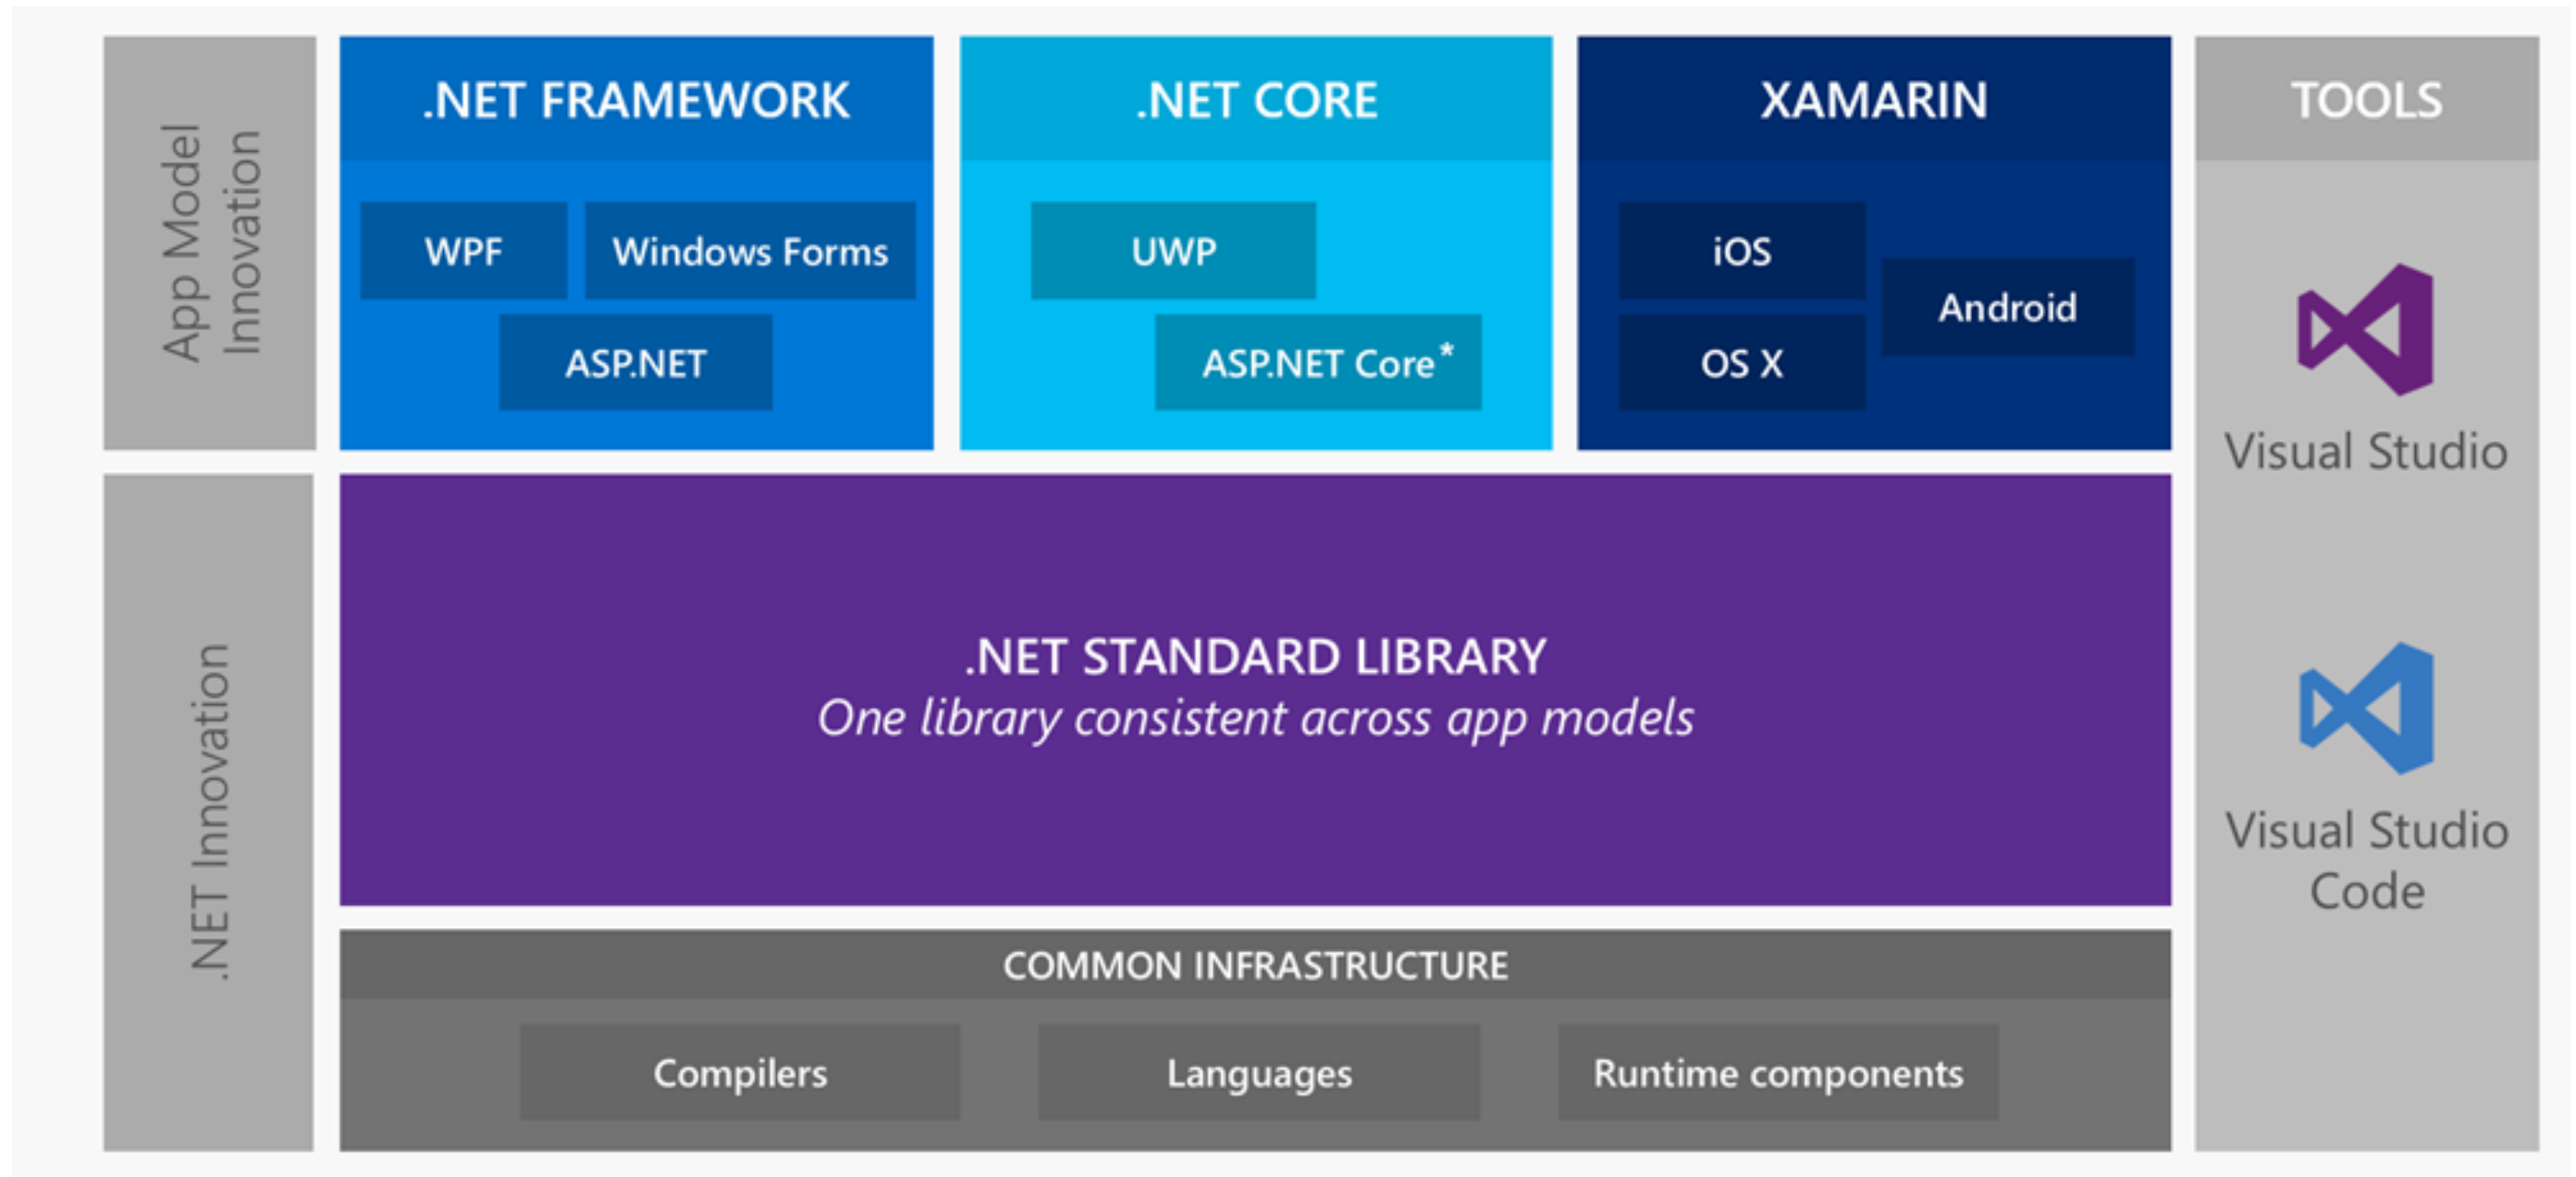 App Model
Innovation
.NET FRAMEWORK
WPF
Windows Forms
ASP.NET
.NET CORE
UWP
ASP.NET Core*
XAMARIN
iOS
Android
OS X
TOOLS
Visual Studio
Visual Studio
Code
.NET Innovation
.NET STANDARD LIBRARY
One library consistent across app models
COMMON INFRASTRUCTURE
Compilers
Languages
Runtime components